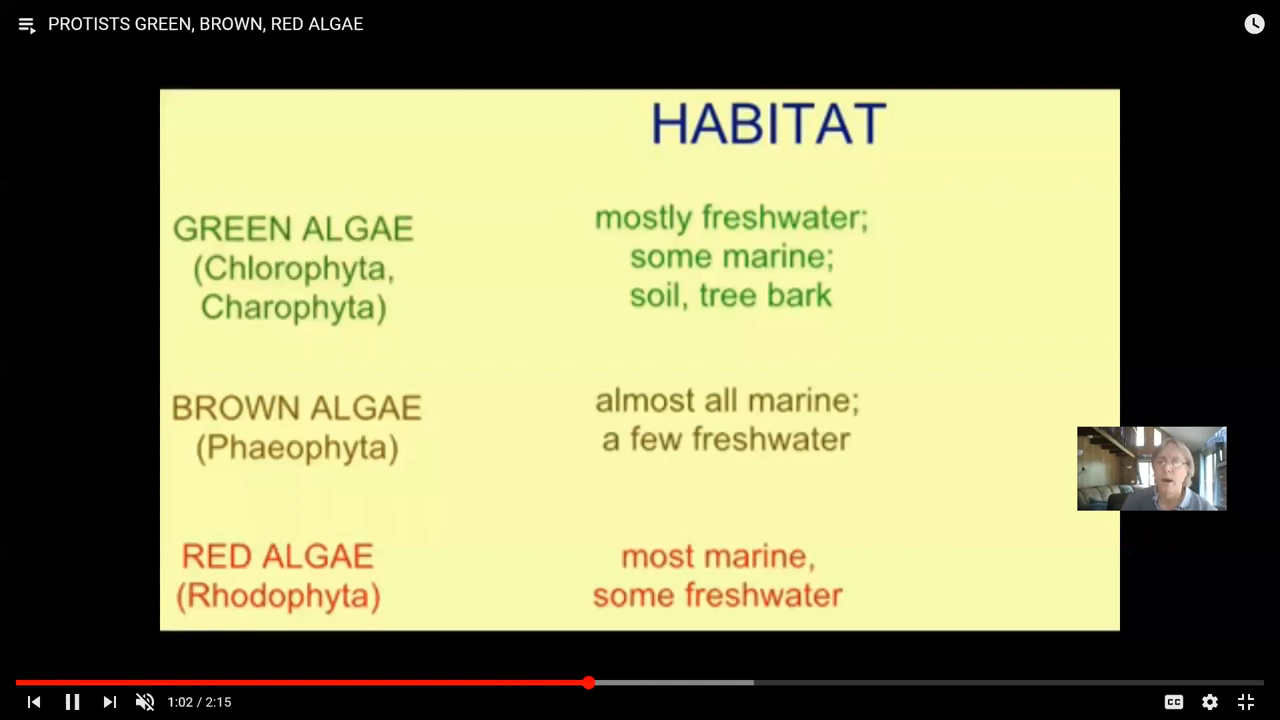 PROTISTS GREEN, BROWN, RED ALGAE
HABITAT
GREEN ALGAE
(Chlorophyta,
Charophyta)
mostly freshwater;
some marine;
soil, tree bark
BROWN ALGAE
(Phaeophyta)
almost all marine;
a few freshwater
RED ALGAE
(Rhodophyta)
most marine,
some freshwater
1:02 / 2:15
CC